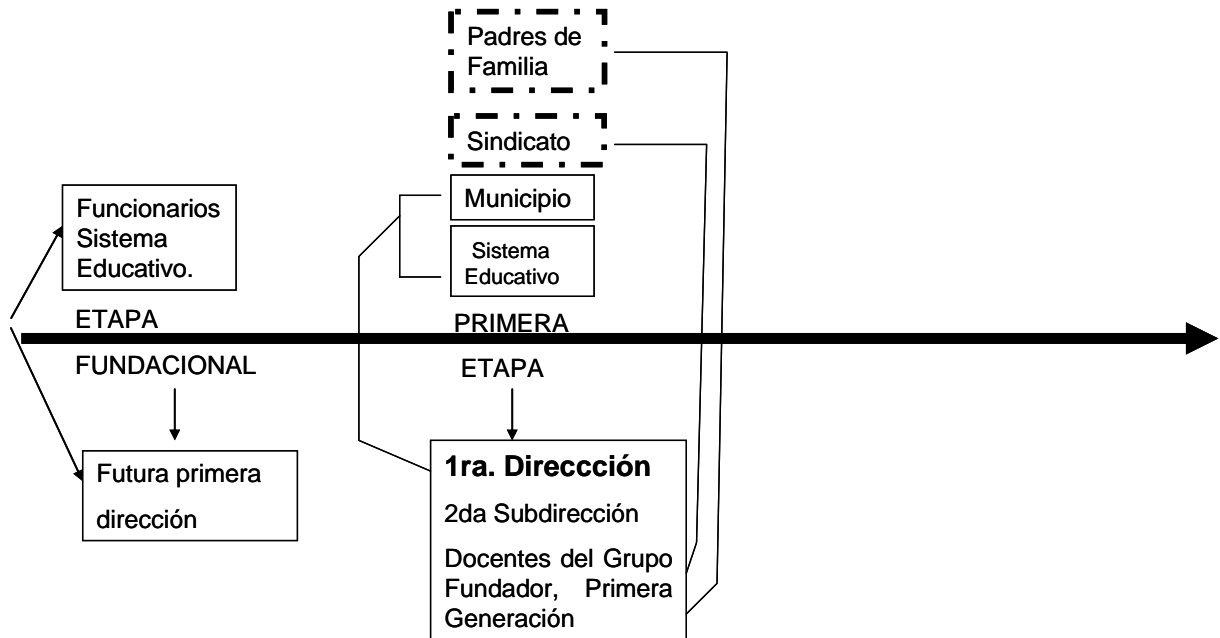 Padres de
Familia
Sindicato
Municipio
Sistema
Educativo
Funcionarios
Sistema
Educativo.
ETAPA
FUNDACIONAL
PRIMERA
ETAPA
Futura primera
dirección
1ra. Direccción
2da Subdirección
Docentes del Grupo
Fundador, Primera
Generación